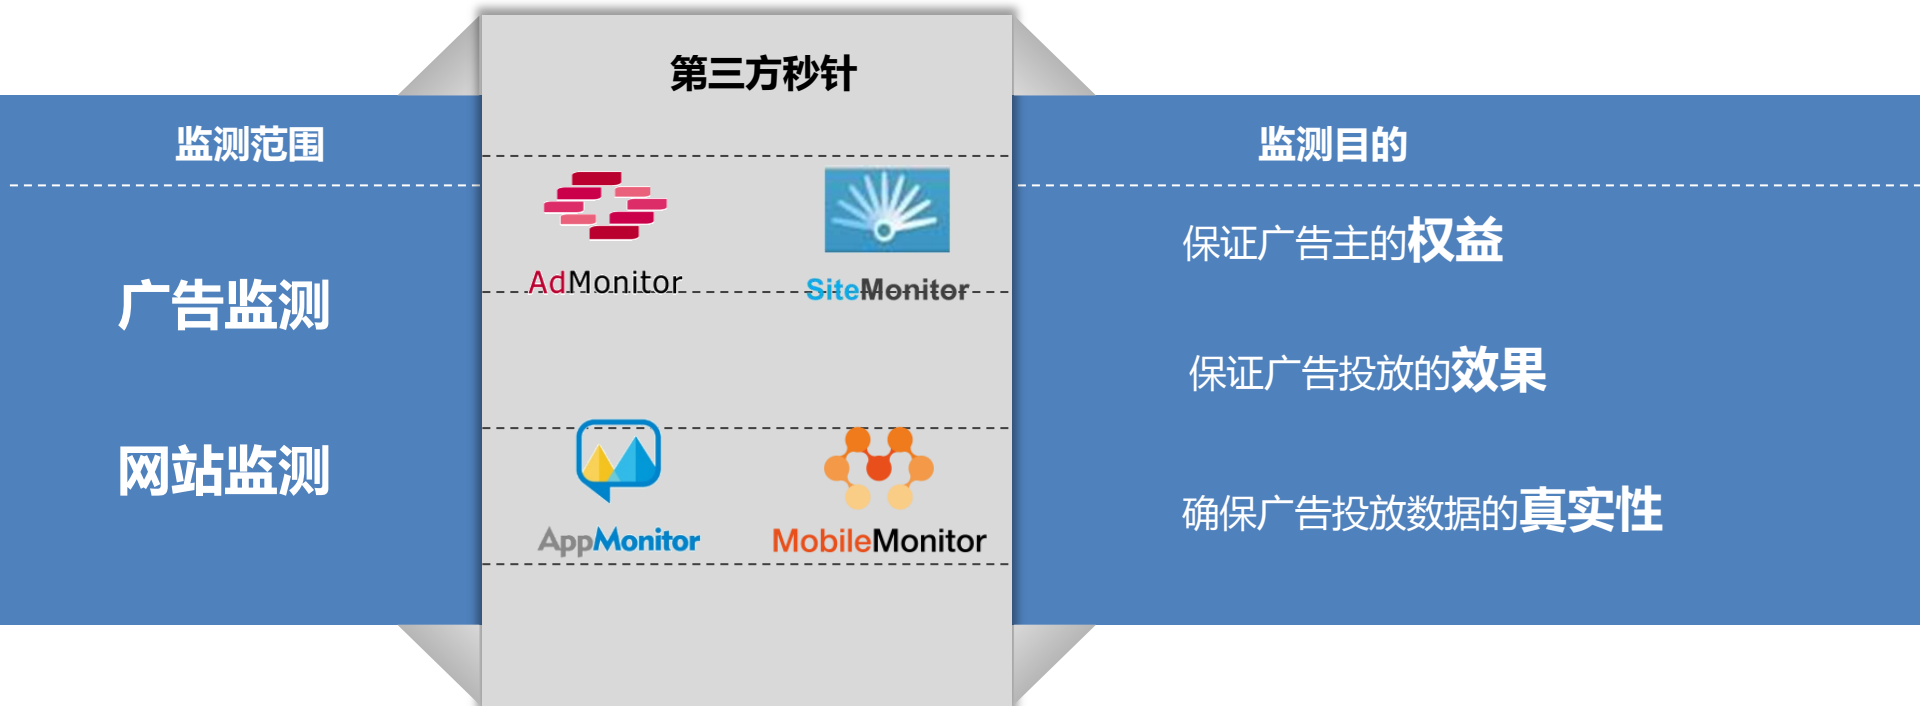 第三方秒针
监测范围
广告监测
网站监测
AdMonitor
SiteMonitor
AppMonitor
MobileMonitor
监测目的
保证广告主的权益
保证广告投放的效果
确保广告投放数据的真实性